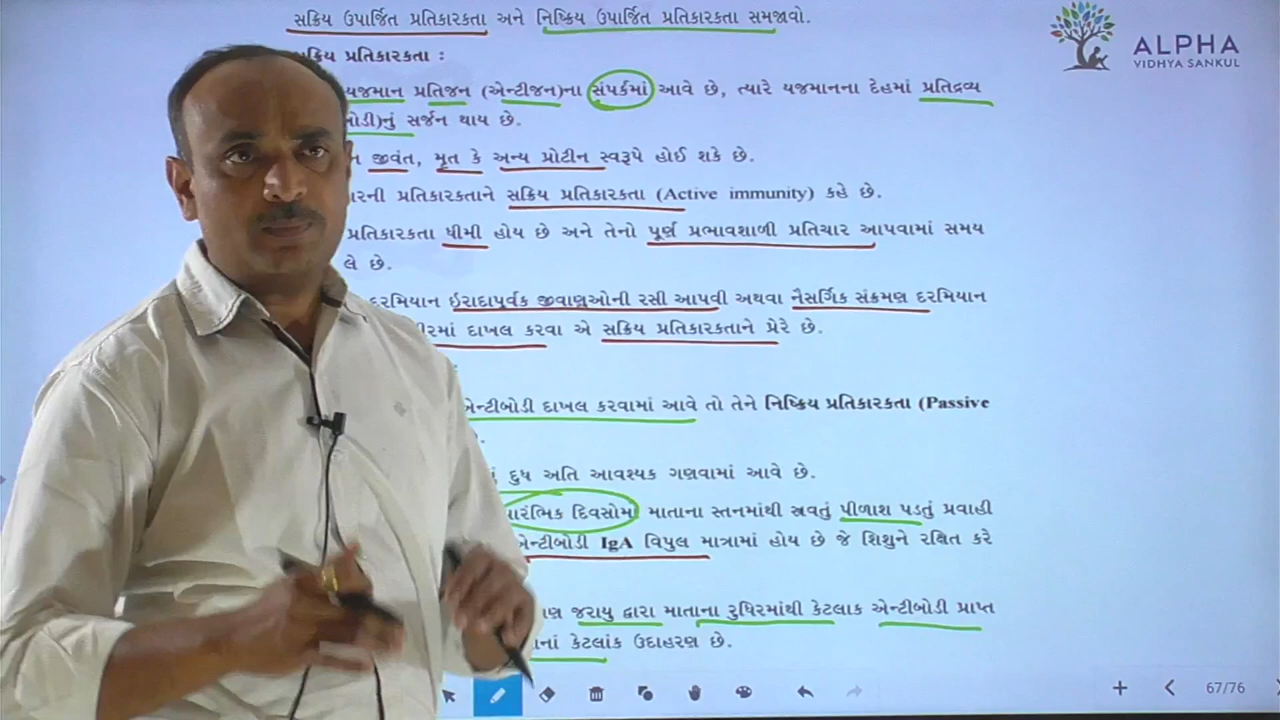 સક્રિય ઉપાર્જિત પ્રતિકારકતા અને નિષ્ક્રિય ઉપાર્જિત પ્રતિકારકતા સમજાવો.
પ્રતિકારકતા :
યજમાન પ્રતિજન (એન્ટીજન)ના સંપર્કમાં આવે છે, ત્યારે યજમાનના દેહમાં પ્રતિદ્રવ્ય
સર્જન થાય છે.
જીવંત, મૃત કે અન્ય પ્રોટીન સ્વરૂપે હોઈ શકે છે.
પ્રતિકારકતાને સક્રિય પ્રતિકારકતા (Active immunity) કહે છે.
પ્રતિકારકતા ધીમી હોય છે અને તેનો પૂર્ણ પ્રભાવશાળી પ્રતિચાર આપવામાં સમય
લે છે.
દરમિયાન ઇરાદાપૂર્વક જીવાણૂઓની રસી આપવી અથવા નૈસર્ગિક સંક્રમણ દરમિયાન
દાખલ કરવા એ સક્રિય પ્રતિકારકતાને પ્રેરે છે.
એન્ટીબોડી દાખલ કરવામાં આવે તો તેને નિષ્ક્રિય પ્રતિકારકતા (Passive
દુધ અતિ આવશ્યક ગણવામાં આવે છે.
દિવસોમાં માતાના સ્તનમાંથી સ્રવતું પીળાશ પડતું પ્રવાહી
એન્ટીબોડી IgA વિપુલ માત્રામાં હોય છે જે શિશુને રક્ષિત કરે
જરાયુ દ્વારા માતાના રુધિરમાંથી કેટલાક એન્ટીબોડી પ્રાપ્ત
કેટલાંક ઉદાહરણ છે.
ALPHA
VIDHYA SANKUL
67/76